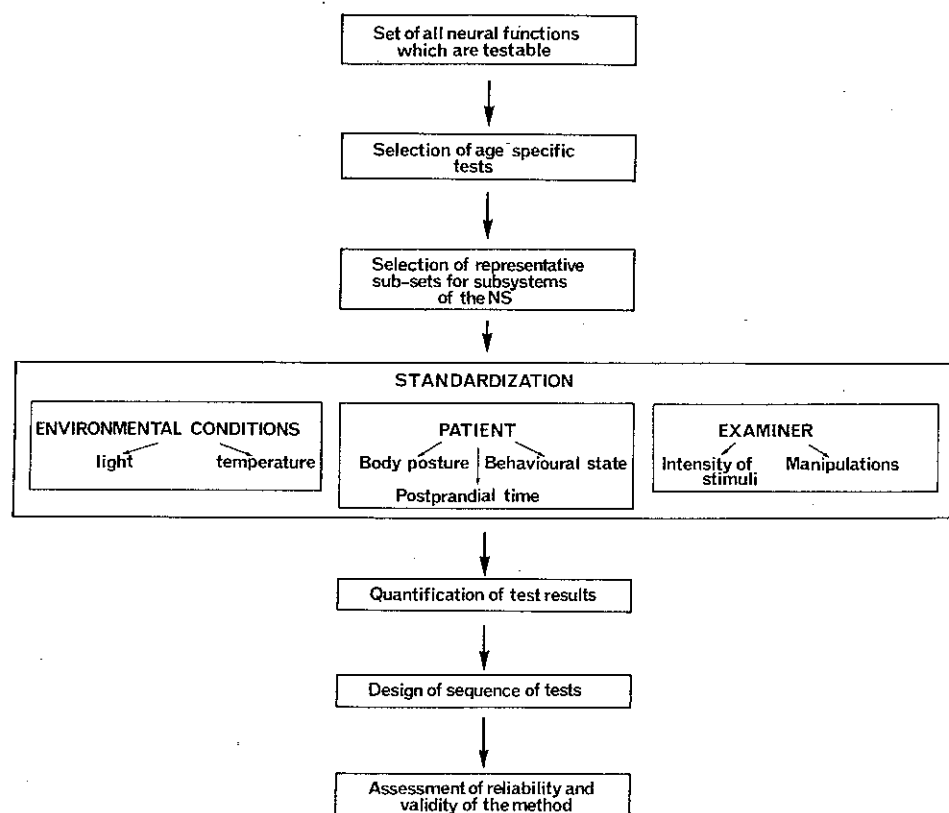 Set of all neural functions
which are testable
Selection of age specific
tests
Selection of representative
sub-sets for subsystems
of the NS
STANDARDIZATION
ENVIRONMENTAL CONDITIONS
light temperature
PATIENT
Body posture Behavioural state
Postprandial time
EXAMINER
Intensity of Manipulations
stimuli
Quantification of test results
Design of sequence of tests
Assessment of reliability and
validity of the method